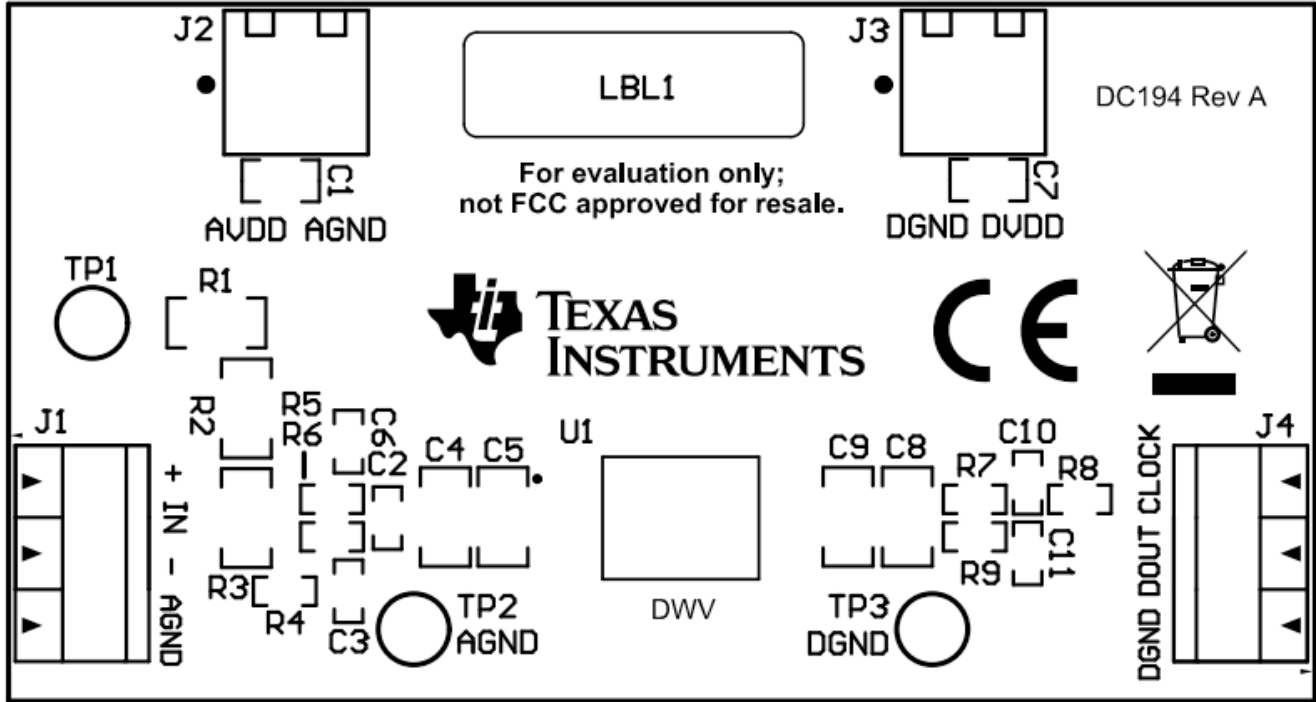 J2
LBL1
J3
DC194 Rev A
C1
C7
For evaluation only;
not FCC approved for resale.
AVDD AGND
DGND DVDD
TP1
R1
TEXAS
INSTRUMENTS
R2
J1
R5
R6
C6
C2
C4
C5
U1
C9
C8
R7
C10
R8
J4
+ IN - AGND
DGND DOUT CLOCK
R3
R4
C3
TP2
AGND
DWV
TP3
DGND
R9
C11